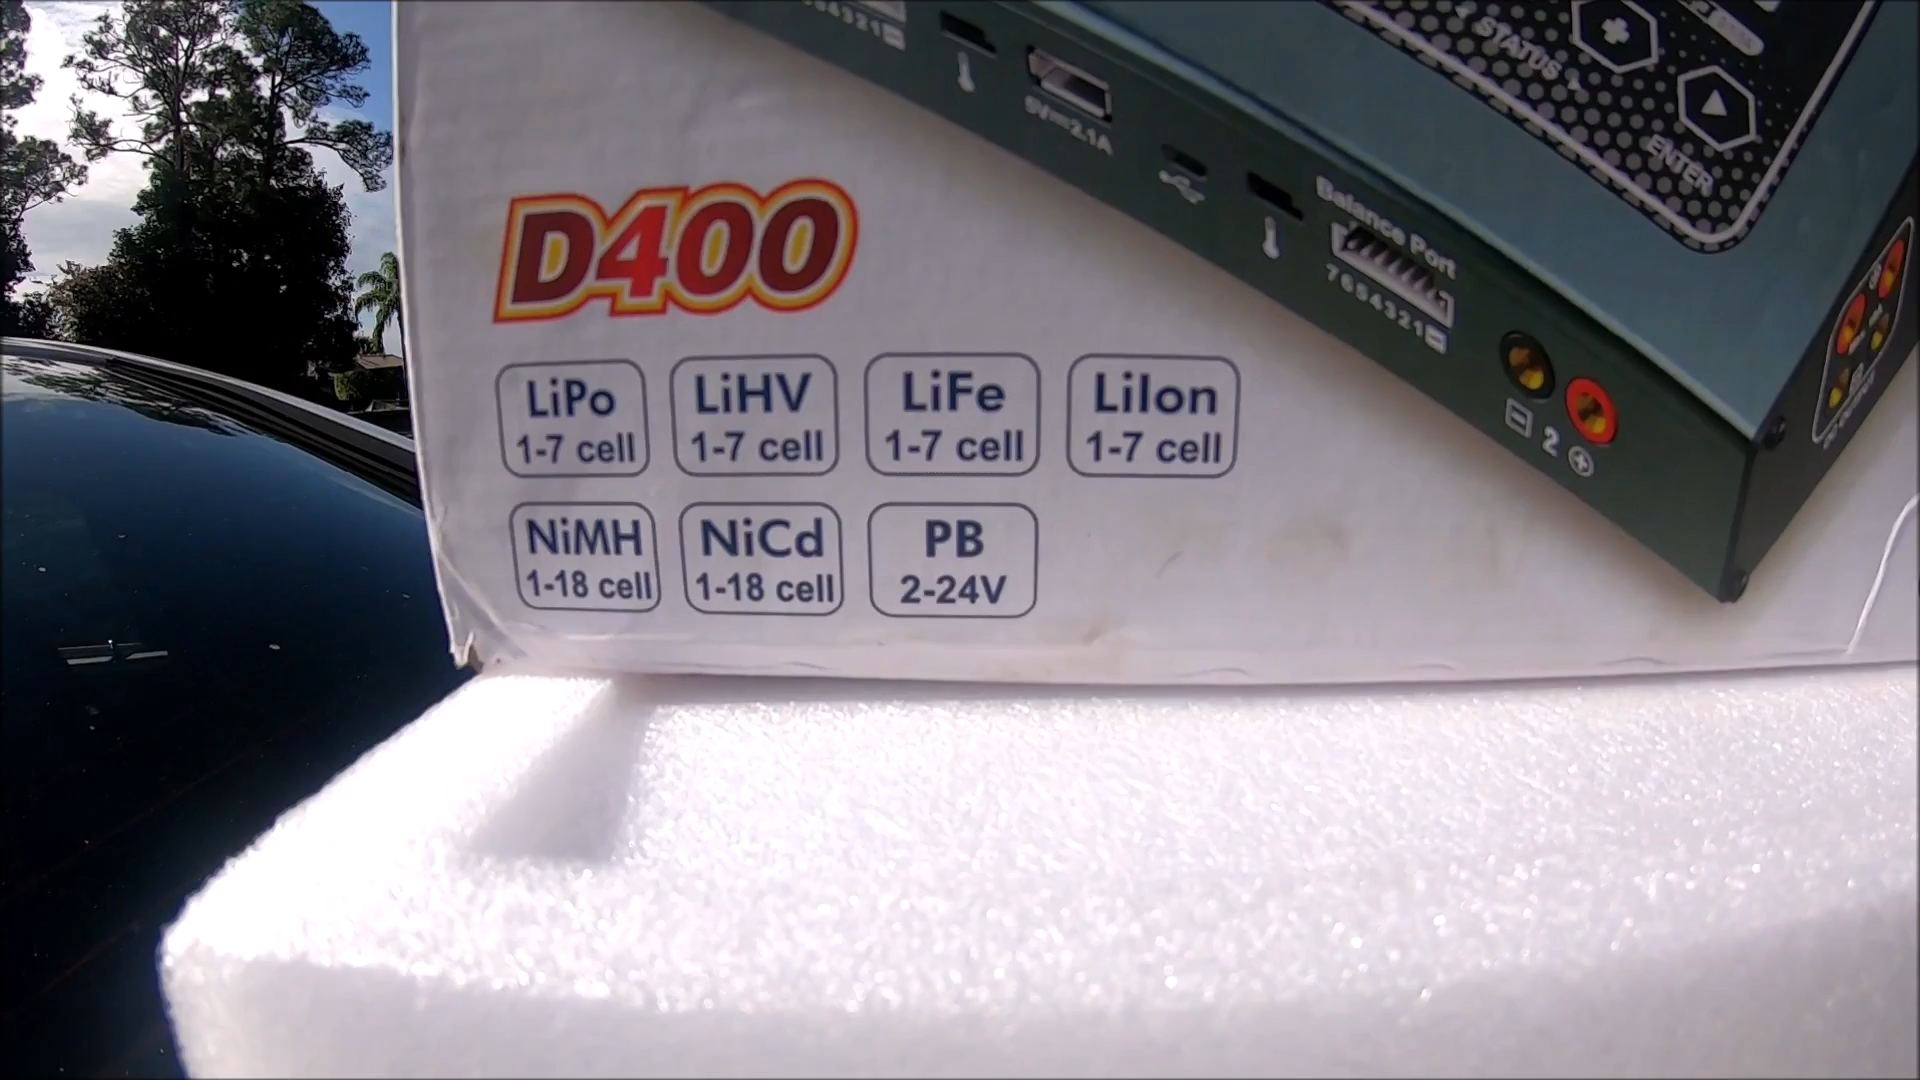 D400
LiPo
1-7 cell
LiHV
1-7 cell
LiFe
1-7 cell
LiIon
1-7 cell
NiMH
1-18 cell
NiCd
1-18 cell
PB
2-24V
5V⎓2.1A
Balance Port
7654321
2
STATUS
ENTER